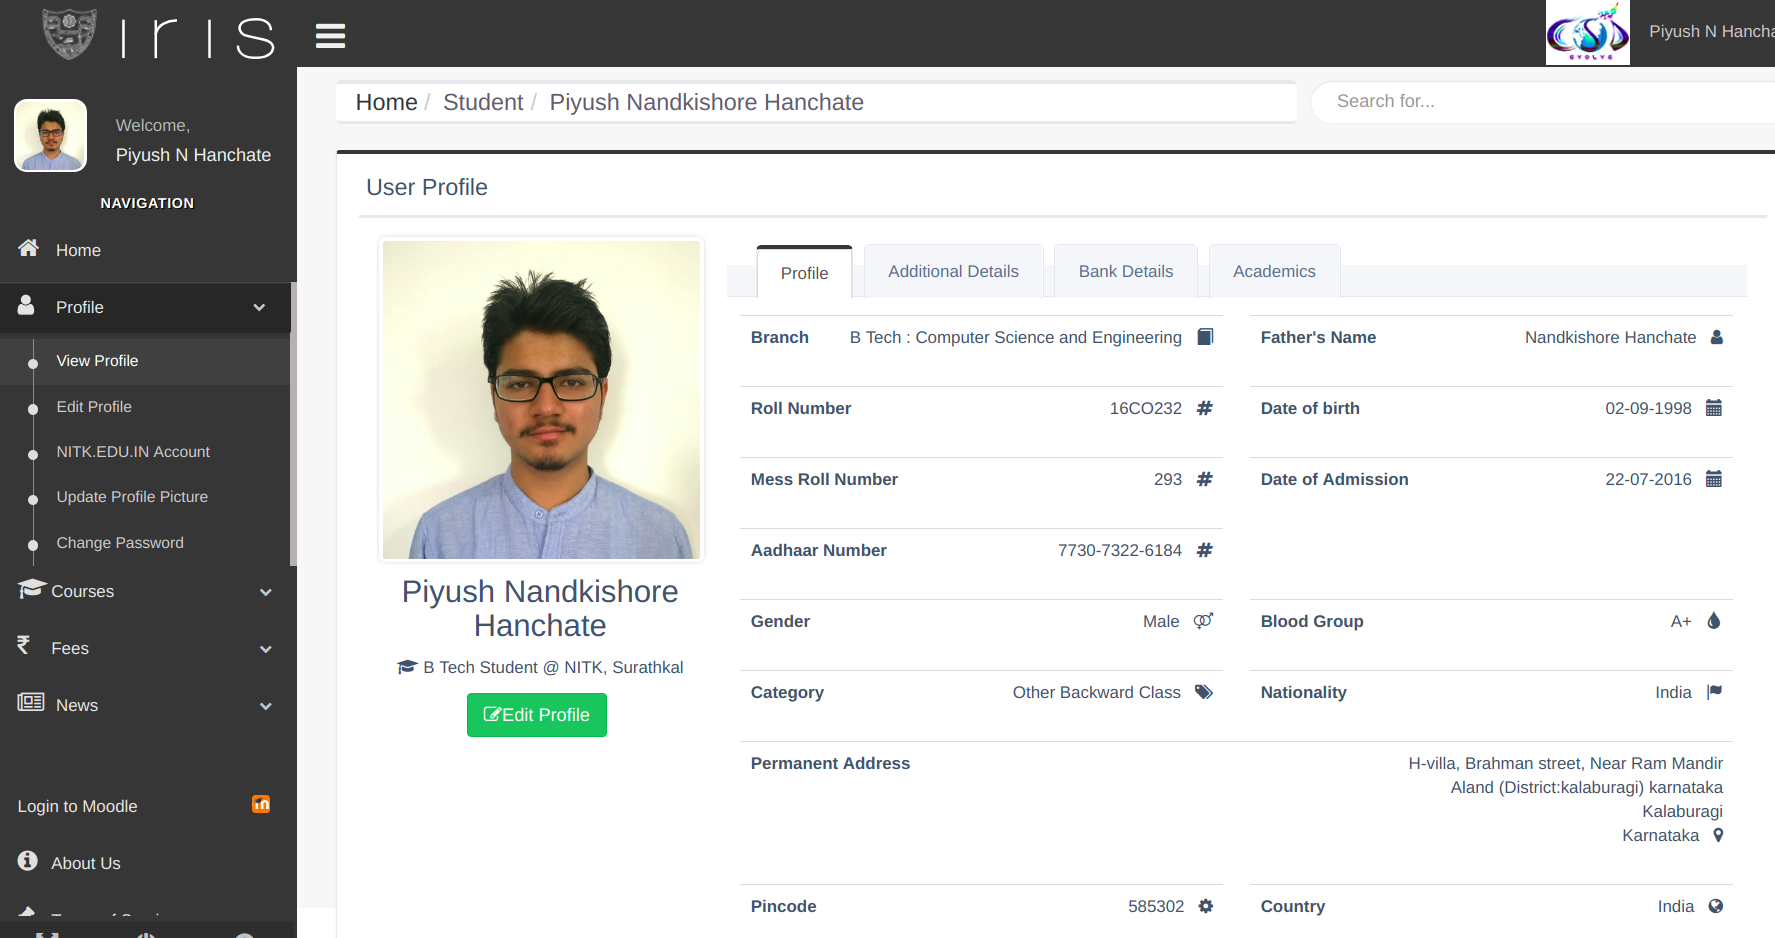 iris
CSD
EVOLVE
Piyush N Hancha
Home / Student / Piyush Nandkishore Hanchate
Search for...
Welcome,
Piyush N Hanchate
NAVIGATION
Home
Profile
View Profile
Edit Profile
NITK.EDU.IN Account
Update Profile Picture
Change Password
Courses
Fees
News
Login to Moodle
About Us
User Profile
Piyush Nandkishore
Hanchate
B Tech Student @ NITK, Surathkal
Edit Profile
Profile Additional Details Bank Details Academics
Branch B Tech : Computer Science and Engineering
Father's Name Nandkishore Hanchate
Roll Number 16CO232 #
Date of birth 02-09-1998
Mess Roll Number 293 #
Date of Admission 22-07-2016
Aadhaar Number 7730-7322-6184 #
Gender Male
Blood Group A+
Category Other Backward Class
Nationality India
Permanent Address H-villa, Brahman street, Near Ram Mandir
Aland (District:kalaburagi) karnataka
Kalaburagi
Karnataka
Pincode 585302
Country India